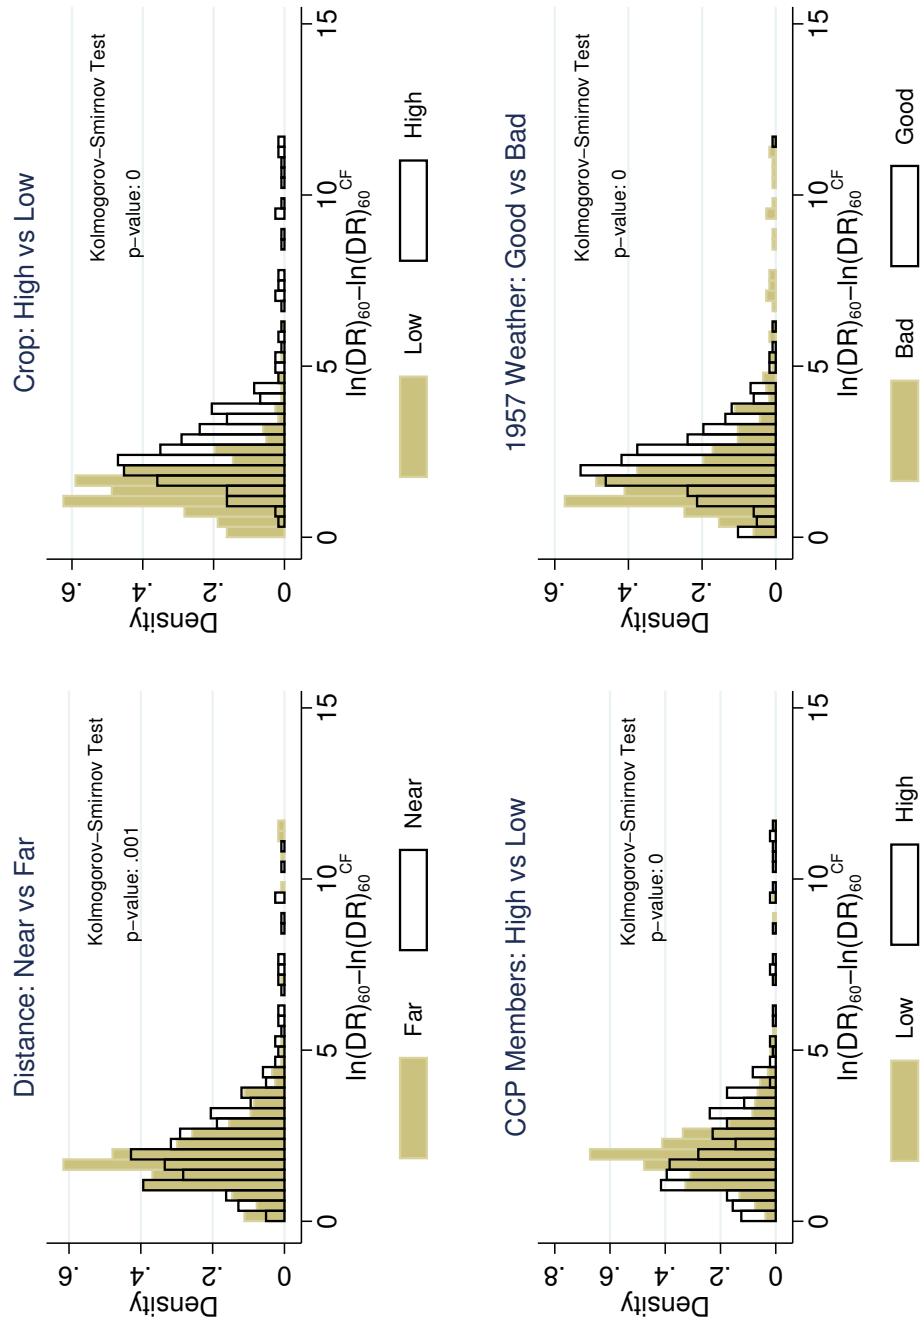 Distance: Near vs Far
Density
0
.2
.4
.6
Kolmogorov−Smirnov Test
p−value: .001
0
5
10
15
ln(DR)60−ln(DR)60CF
Far
Near
Crop: High vs Low
Density
0
.2
.4
.6
Kolmogorov−Smirnov Test
p−value: 0
0
5
10
15
ln(DR)60−ln(DR)60CF
Low
High
CCP Members: High vs Low
Density
0
.2
.4
.6
.8
Kolmogorov−Smirnov Test
p−value: 0
0
5
10
15
ln(DR)60−ln(DR)60CF
Low
High
1957 Weather: Good vs Bad
Density
0
.2
.4
.6
Kolmogorov−Smirnov Test
p−value: 0
0
5
10
15
ln(DR)60−ln(DR)60CF
Bad
Good